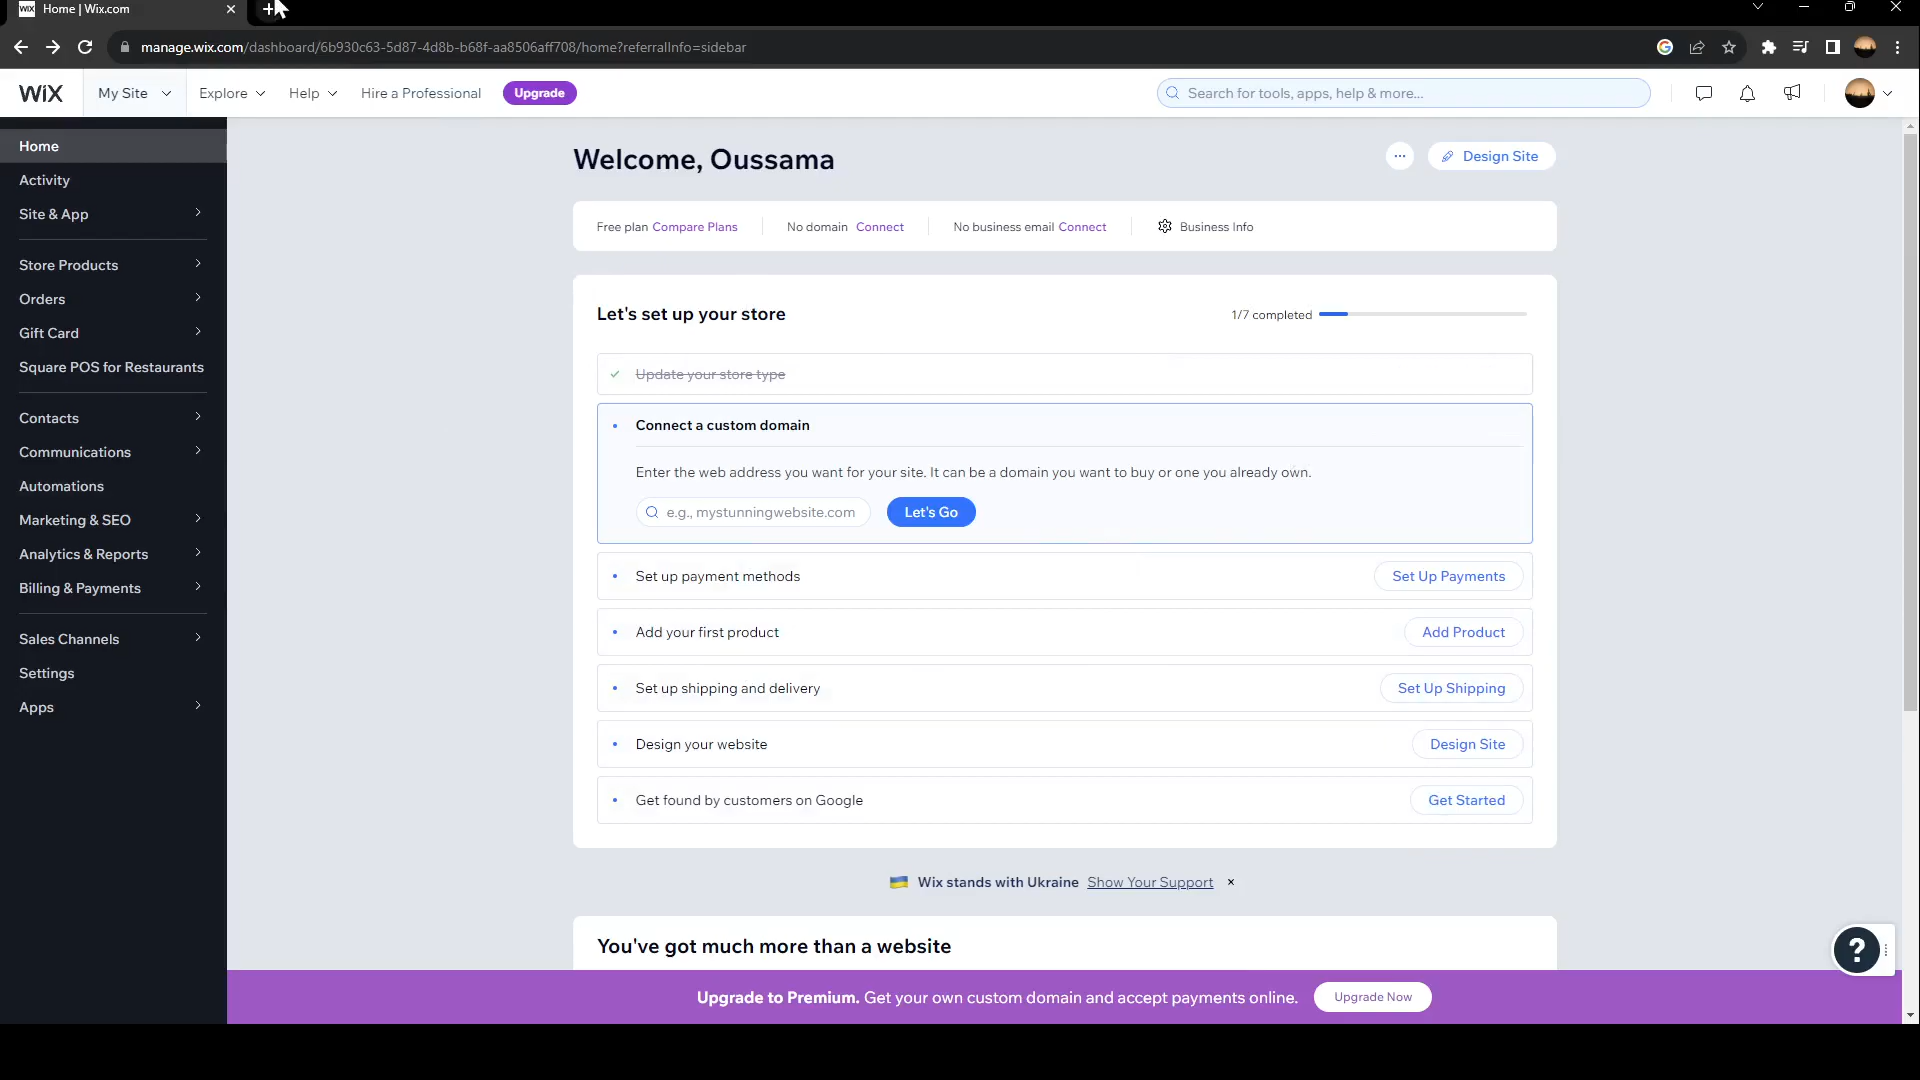 WiX Home | Wix.com
manage.wix.com/dashboard/6b930c63-5d87-4d8b-b68f-aa8506aff708/home?referralInfo=sidebar
WiX My Site Explore Help Hire a Professional Upgrade Search for tools, apps, help & more...
Home
Activity
Site & App
Store Products
Orders
Gift Card
Square POS for Restaurants
Contacts
Communications
Automations
Marketing & SEO
Analytics & Reports
Billing & Payments
Sales Channels
Settings
Apps
Welcome, Oussama
... Design Site
Free plan Compare Plans No domain Connect No business email Connect Business Info
Let's set up your store 1/7 completed
Update your store type
Connect a custom domain
Enter the web address you want for your site. It can be a domain you want to buy or one you already own.
e.g., mystunningwebsite.com Let's Go
Set up payment methods Set Up Payments
Add your first product Add Product
Set up shipping and delivery Set Up Shipping
Design your website Design Site
Get found by customers on Google Get Started
Wix stands with Ukraine Show Your Support
You've got much more than a website
?
Upgrade to Premium. Get your own custom domain and accept payments online. Upgrade Now